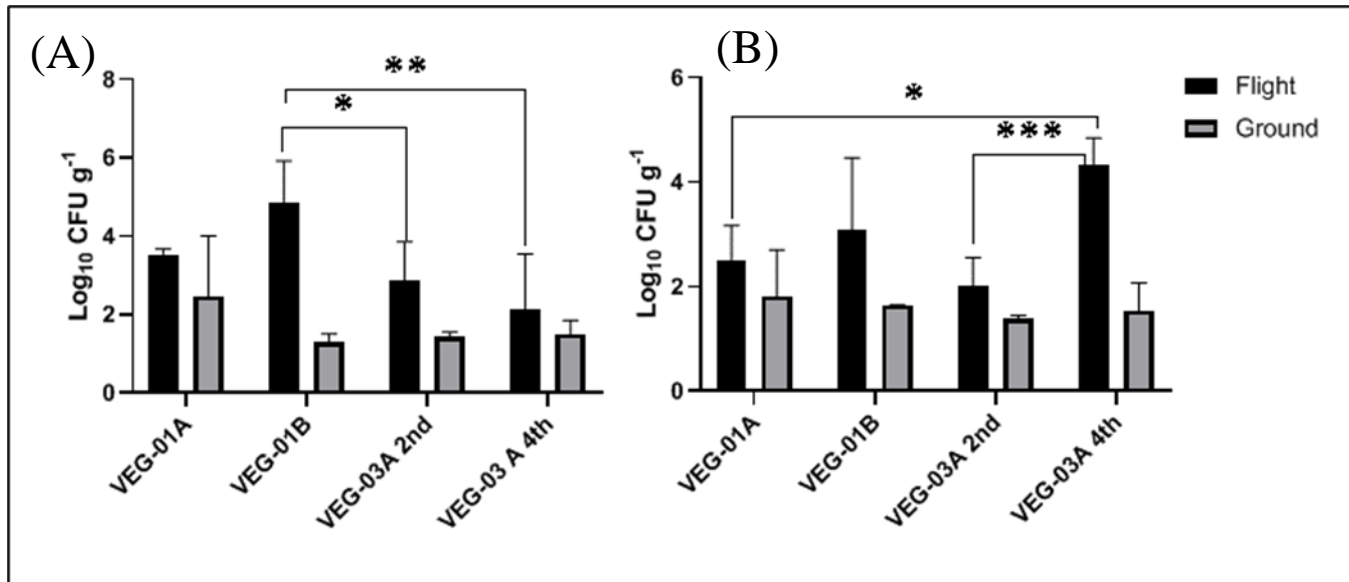 (A)
Log10 CFU g-1
8
6
4
2
0
**
*
VEG-01A
VEG-01B
VEG-03A 2nd
VEG-03 A 4th
(B)
Log10 CFU g-1
6
4
2
0
*
***
VEG-01A
VEG-01B
VEG-03A 2nd
VEG-03A 4th
Flight
Ground